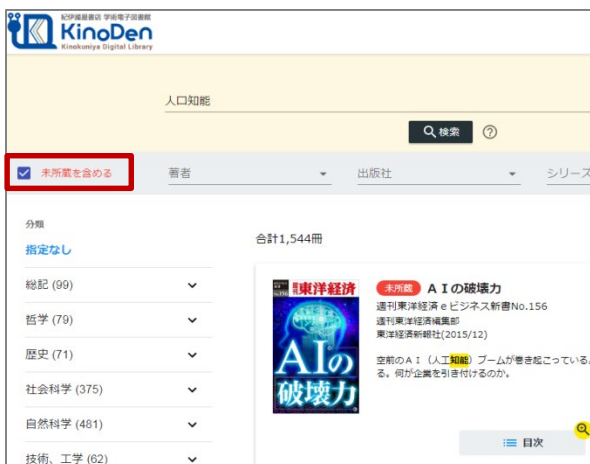 紀伊國屋書店 学術電子図書館
KinoDen
Kinokuniya Digital Library
人口知能
検索
未所蔵を含める
著者
出版社
シリーズ
分類
指定なし
合計1,544冊
総記 (99)
哲学 (79)
歴史 (71)
社会科学 (375)
自然科学 (481)
技術、工学 (62)
東洋経済
AIの
破壊力
未所蔵 AIの破壊力
週刊東洋経済eビジネス新書No.156
週刊東洋経済編集部
東洋経済新報社(2015/12)
空前のAI（人工知能）ブームが巻き起こっている。
る。何が企業を引き付けるのか。
目次